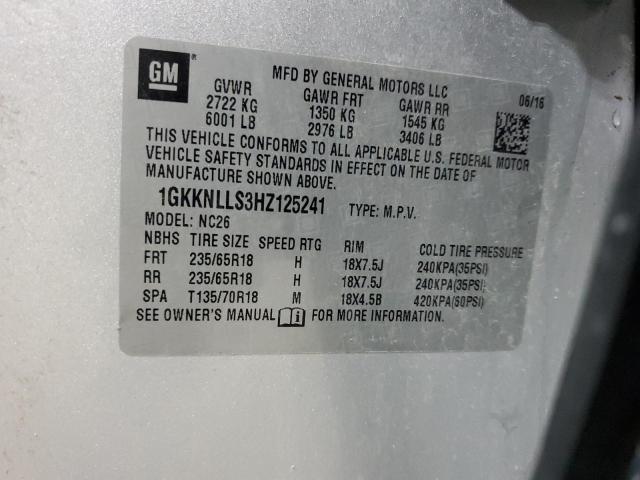 GM
MFD BY GENERAL MOTORS LLC
06/16
GVWR GAWR FRT GAWR RR
2722 KG 1350 KG 1545 KG
6001 LB 2976 LB 3406 LB
THIS VEHICLE CONFORMS TO ALL APPLICABLE U.S. FEDERAL MOTOR
VEHICLE SAFETY STANDARDS IN EFFECT ON THE DATE OF
MANUFACTURE SHOWN ABOVE.
1GKKNLLS3HZ125241 TYPE: M.P.V.
MODEL: NC26
NBHS TIRE SIZE SPEED RTG RIM COLD TIRE PRESSURE
FRT 235/65R18 H 18X7.5J 240KPA(35PSI)
RR 235/65R18 H 18X7.5J 240KPA(35PSI)
SPA T135/70R18 M 18X4.5B 420KPA(60PSI)
SEE OWNER'S MANUAL FOR MORE INFORMATION.